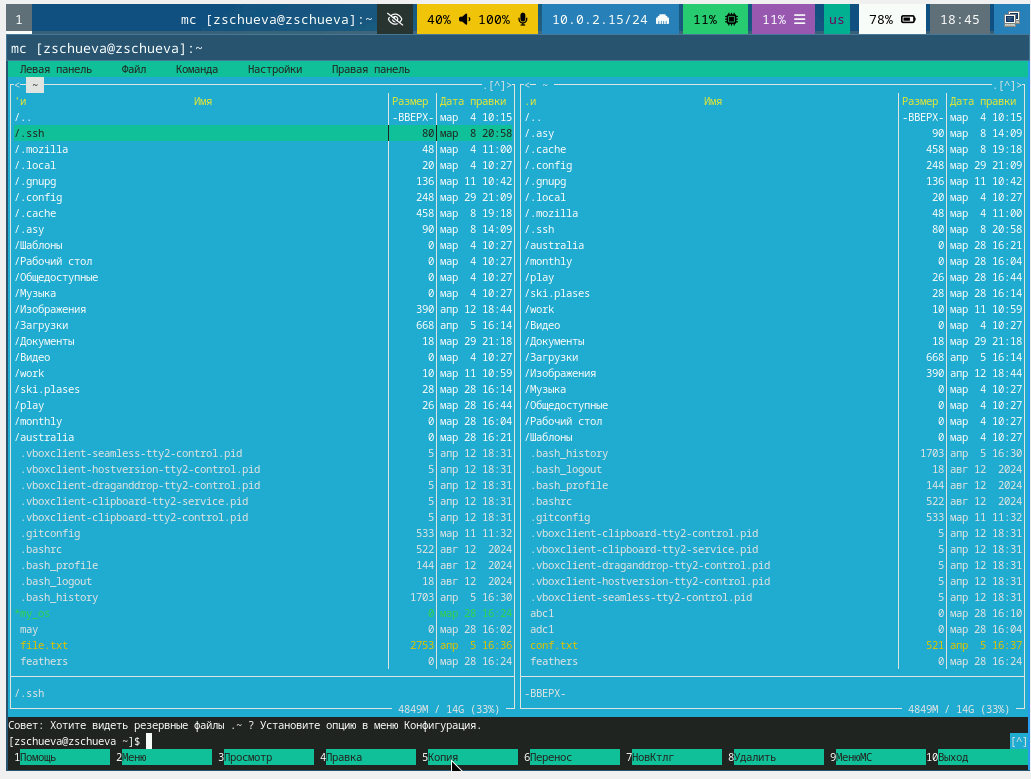 1 mc [zschueva@zschueva]:~ 40% 100% 10.0.2.15/24 11% 11% us 78% 18:45
mc [zschueva@zschueva]:~
Левая панель Файл Команда Настройки Правая панель
<─ ~ .[^]> <─ ~ .[^]>
'и Имя Размер Дата правки .и Имя Размер Дата правки
/.. -ВВЕРХ- мар 4 10:15 /.. -ВВЕРХ- мар 4 10:15
/.ssh 80 мар 8 20:58 /.asy 90 мар 8 14:09
/.mozilla 48 мар 4 11:00 /.cache 458 мар 8 19:18
/.local 20 мар 4 10:27 /.config 248 мар 29 21:09
/.gnupg 136 мар 11 10:42 /.gnupg 136 мар 11 10:42
/.config 248 мар 29 21:09 /.local 20 мар 4 10:27
/.cache 458 мар 8 19:18 /.mozilla 48 мар 4 11:00
/.asy 90 мар 8 14:09 /.ssh 80 мар 8 20:58
/Шаблоны 0 мар 4 10:27 /australia 0 мар 28 16:21
/Рабочий стол 0 мар 4 10:27 /monthly 0 мар 28 16:04
/Общедоступные 0 мар 4 10:27 /play 26 мар 28 16:44
/Музыка 0 мар 4 10:27 /ski.plases 28 мар 28 16:14
/Изображения 390 апр 12 18:44 /work 10 мар 11 10:59
/Загрузки 668 апр 5 16:14 /Видео 0 мар 4 10:27
/Документы 18 мар 29 21:18 /Документы 18 мар 29 21:18
/Видео 0 мар 4 10:27 /Загрузки 668 апр 5 16:14
/work 10 мар 11 10:59 /Изображения 390 апр 12 18:44
/ski.plases 28 мар 28 16:14 /Музыка 0 мар 4 10:27
/play 26 мар 28 16:44 /Общедоступные 0 мар 4 10:27
/monthly 0 мар 28 16:04 /Рабочий стол 0 мар 4 10:27
/australia 0 мар 28 16:21 /Шаблоны 0 мар 4 10:27
.vboxclient-seamless-tty2-control.pid 5 апр 12 18:31 .bash_history 1703 апр 5 16:30
.vboxclient-hostversion-tty2-control.pid 5 апр 12 18:31 .bash_logout 18 авг 12 2024
.vboxclient-draganddrop-tty2-control.pid 5 апр 12 18:31 .bash_profile 144 авг 12 2024
.vboxclient-clipboard-tty2-service.pid 5 апр 12 18:31 .bashrc 522 авг 12 2024
.vboxclient-clipboard-tty2-control.pid 5 апр 12 18:31 .gitconfig 533 мар 11 11:32
.gitconfig 533 мар 11 11:32 .vboxclient-clipboard-tty2-control.pid 5 апр 12 18:31
.bashrc 522 авг 12 2024 .vboxclient-clipboard-tty2-service.pid 5 апр 12 18:31
.bash_profile 144 авг 12 2024 .vboxclient-draganddrop-tty2-control.pid 5 апр 12 18:31
.bash_logout 18 авг 12 2024 .vboxclient-hostversion-tty2-control.pid 5 апр 12 18:31
.bash_history 1703 апр 5 16:30 .vboxclient-seamless-tty2-control.pid 5 апр 12 18:31
*my_os 0 мар 28 16:24 abc1 0 мар 28 16:10
may 0 мар 28 16:02 adc1 0 мар 28 16:04
file.txt 2753 апр 5 16:36 conf.txt 521 апр 5 16:37
feathers 0 мар 28 16:24 feathers 0 мар 28 16:24
/.ssh -ВВЕРХ-
4849M / 14G (33%) 4849M / 14G (33%)
Совет: Хотите видеть резервные файлы .~ ? Установите опцию в меню Конфигурация.
[zschueva@zschueva ~]$ [^]
1Помощь 2Меню 3Просмотр 4Правка 5Копия 6Перенос 7НовКтлг 8Удалить 9МенюMC 10Выход